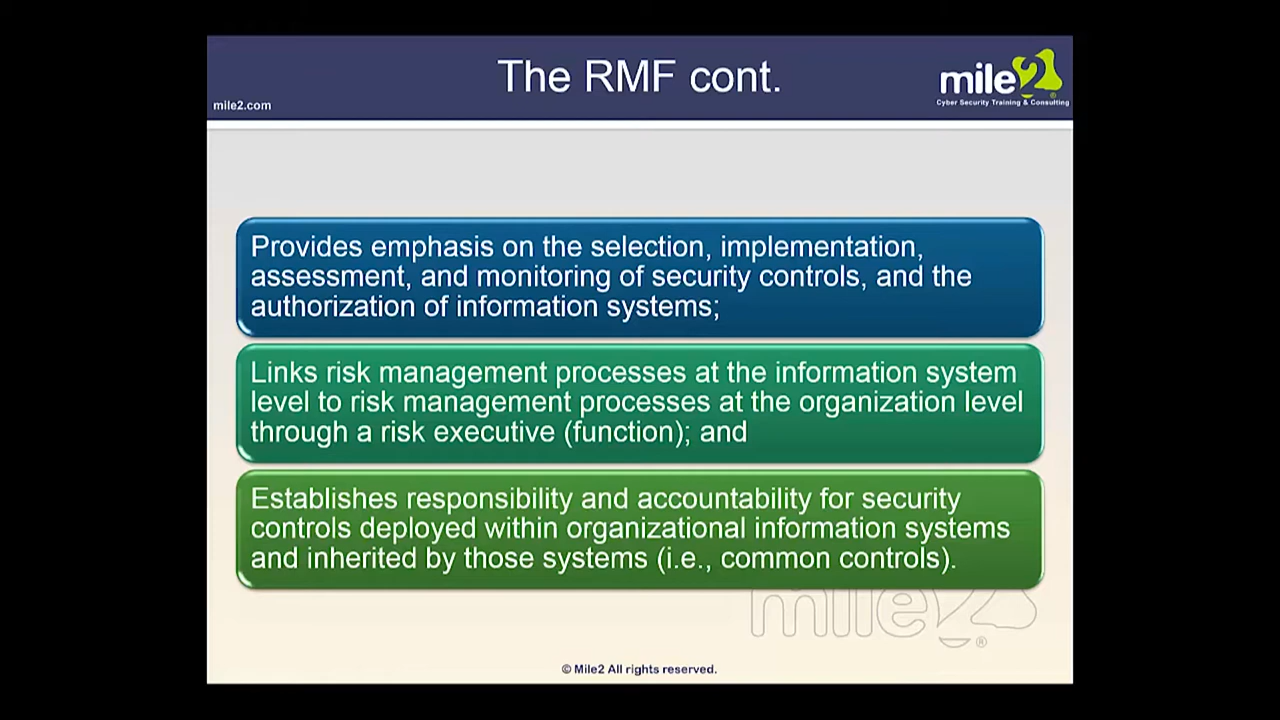 The RMF cont.
mile2
Cyber Security Training & Consulting
mile2.com
Provides emphasis on the selection, implementation,
assessment, and monitoring of security controls, and the
authorization of information systems;
Links risk management processes at the information system
level to risk management processes at the organization level
through a risk executive (function); and
Establishes responsibility and accountability for security
controls deployed within organizational information systems
and inherited by those systems (i.e., common controls).
mile2®
© Mile2 All rights reserved.